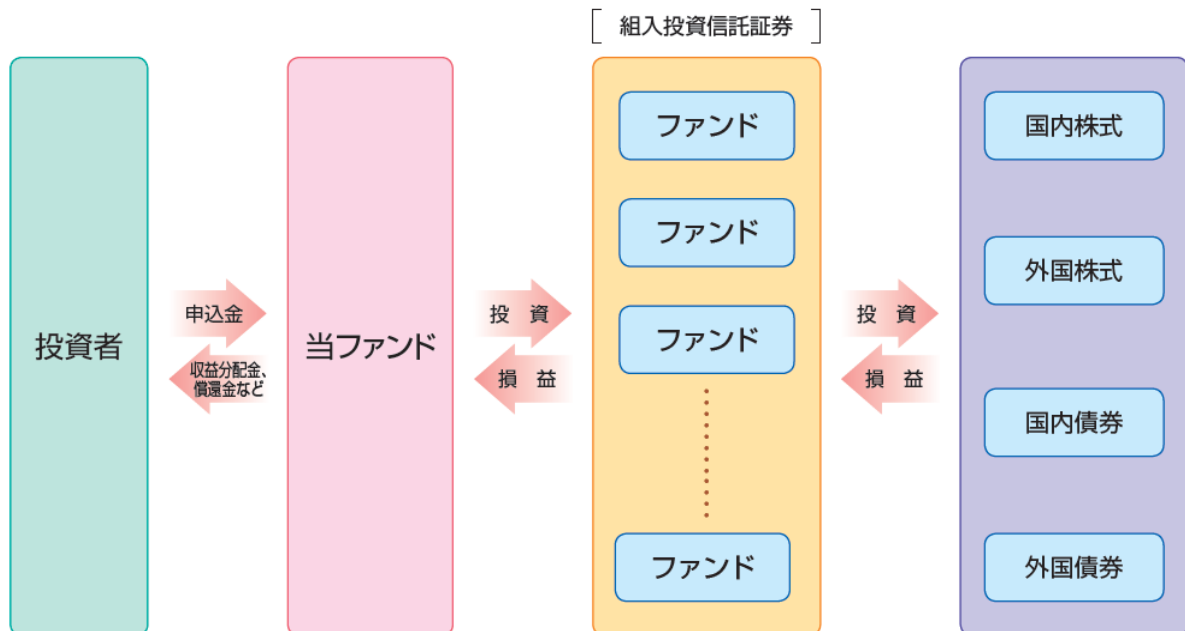 [ 組入投資信託証券 ]
投資者
申込金
収益分配金、
償還金など
当ファンド
投 資
損 益
ファンド
ファンド
ファンド
ファンド
投 資
損 益
国内株式
外国株式
国内債券
外国債券